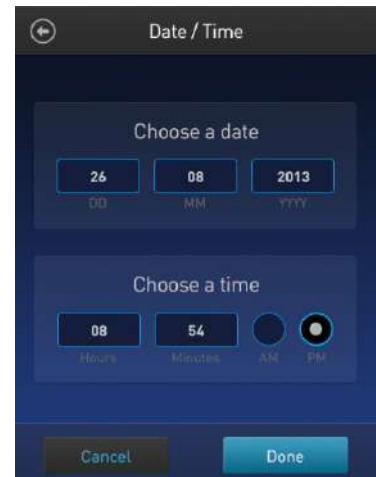 Date / Time
Choose a date
26 08 2013
DD MM YYYY
Choose a time
08 54
Hours Minutes AM PM
Cancel Done